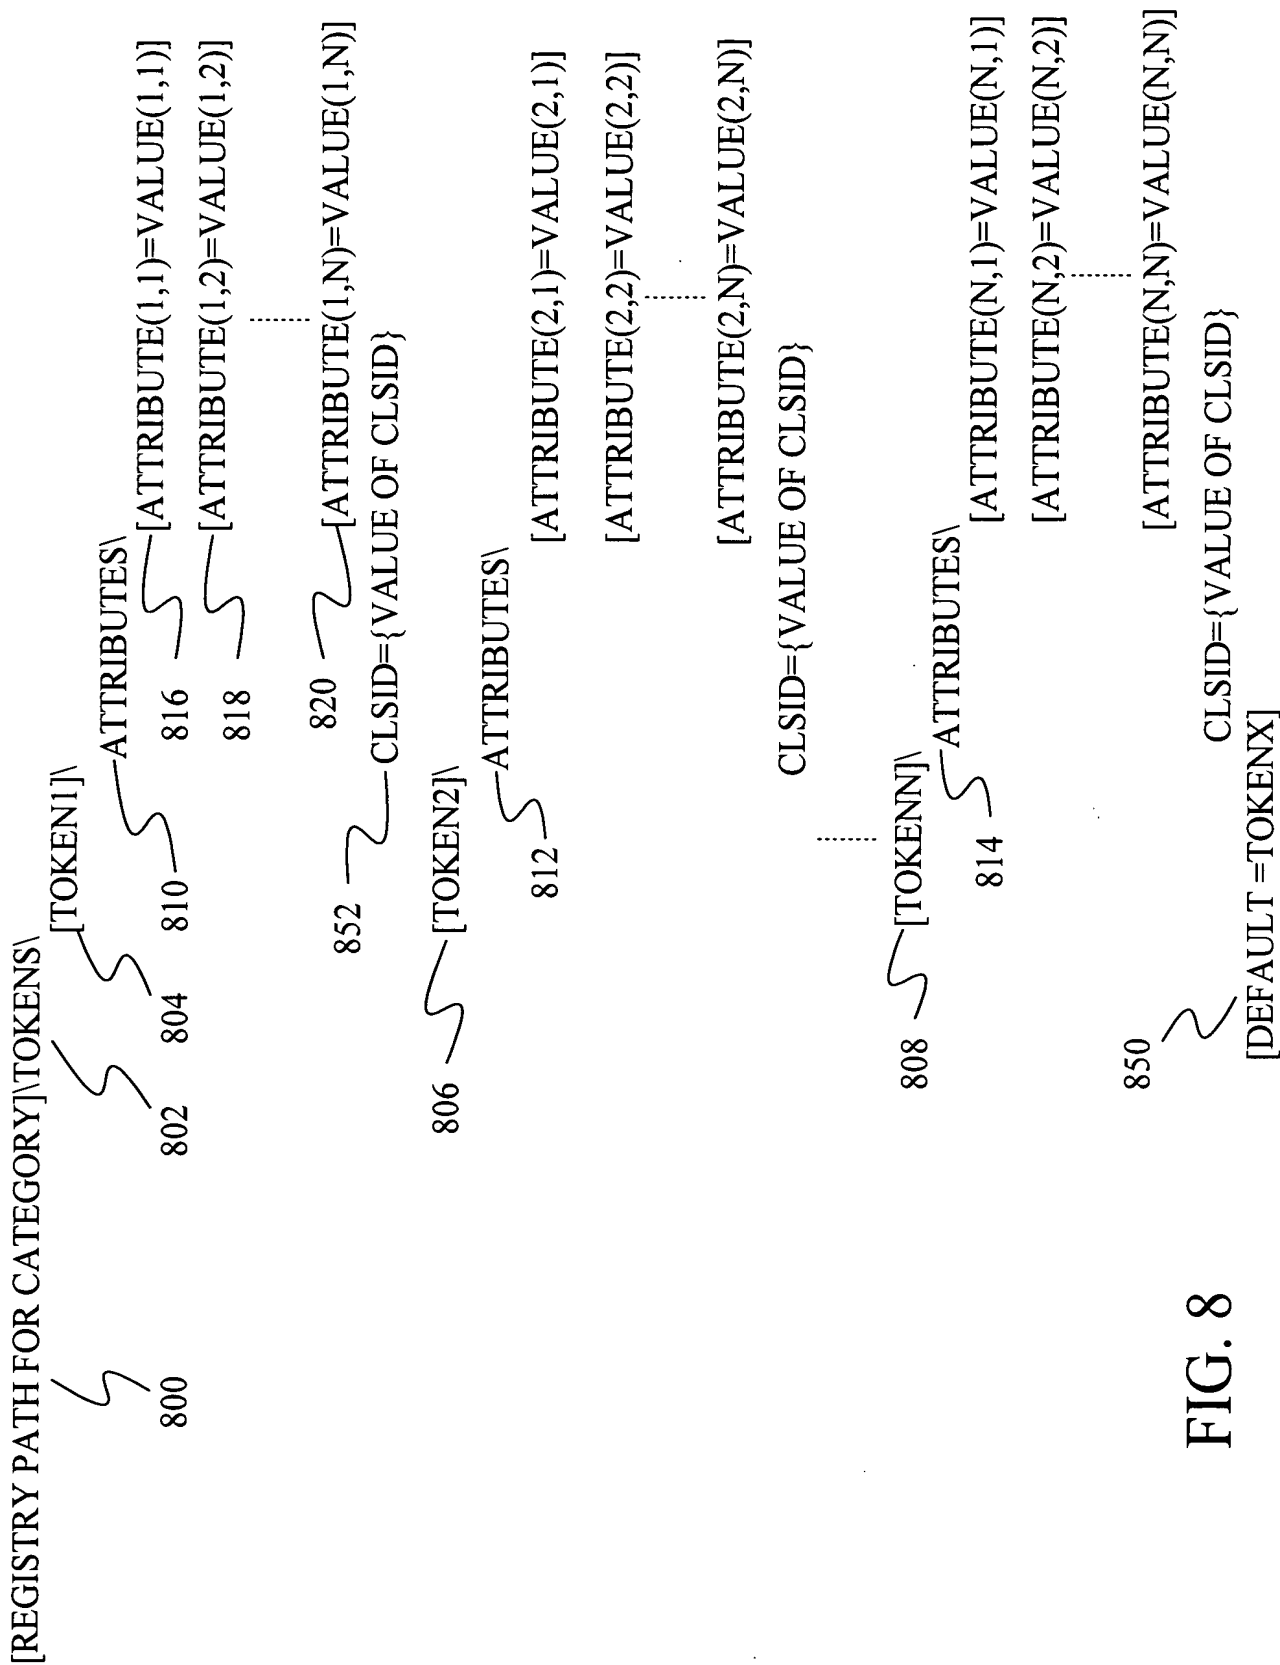 [REGISTRY PATH FOR CATEGORY]\TOKENS\
800
802
[TOKEN1]\
804
ATTRIBUTES\
810
[ATTRIBUTE(1,1)=VALUE(1,1)]
816
[ATTRIBUTE(1,2)=VALUE(1,2)]
818
[ATTRIBUTE(1,N)=VALUE(1,N)]
820
CLSID={VALUE OF CLSID}
852
[TOKEN2]\
806
ATTRIBUTES\
812
[ATTRIBUTE(2,1)=VALUE(2,1)]
[ATTRIBUTE(2,2)=VALUE(2,2)]
[ATTRIBUTE(2,N)=VALUE(2,N)]
CLSID={VALUE OF CLSID}
[TOKENN]\
808
ATTRIBUTES\
814
[ATTRIBUTE(N,1)=VALUE(N,1)]
[ATTRIBUTE(N,2)=VALUE(N,2)]
[ATTRIBUTE(N,N)=VALUE(N,N)]
CLSID={VALUE OF CLSID}
850
[DEFAULT =TOKENX]
FIG. 8